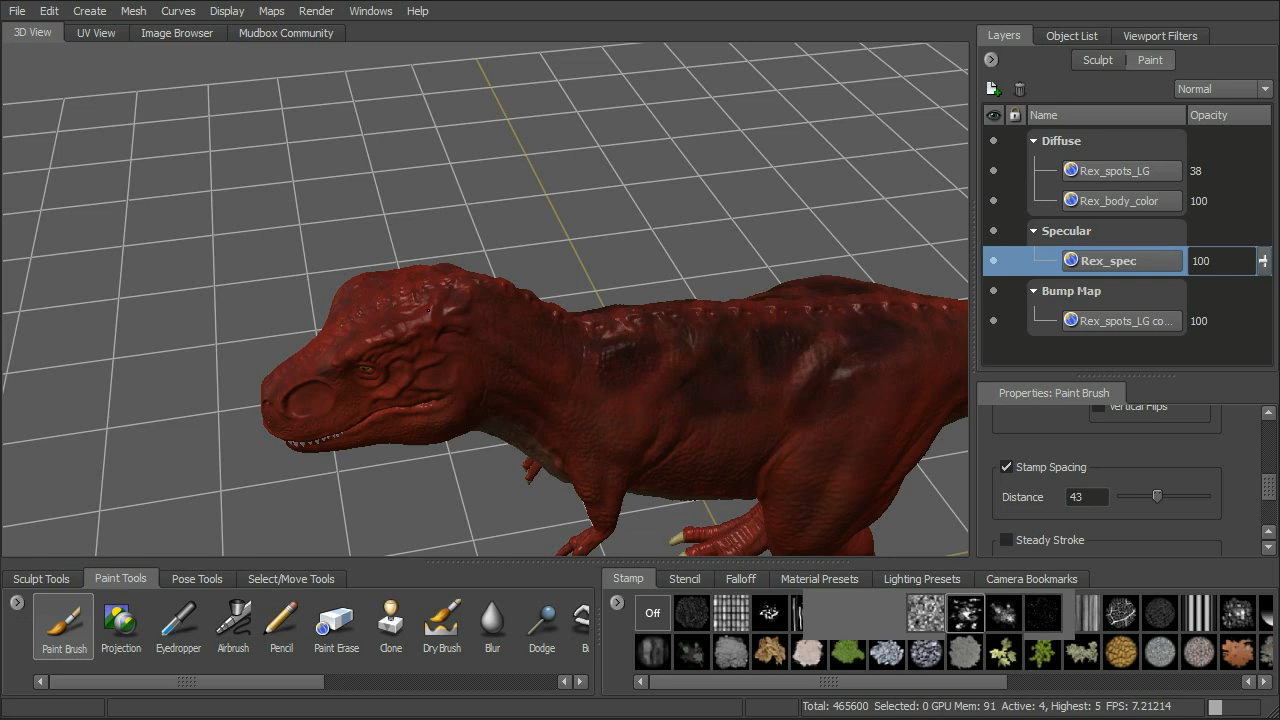 File Edit Create Mesh Curves Display Maps Render Windows Help
3D View UV View Image Browser Mudbox Community
Layers Object List Viewport Filters
Sculpt Paint
Normal
Name Opacity
Diffuse
Rex_spots_LG 38
Rex_body_color 100
Specular
Rex_spec 100
Bump Map
Rex_spots_LG co... 100
Properties: Paint Brush
Vertical Flips
Stamp Spacing
Distance 43
Steady Stroke
Sculpt Tools Paint Tools Pose Tools Select/Move Tools
Paint Brush Projection Eyedropper Airbrush Pencil Paint Erase Clone Dry Brush Blur Dodge
Stamp Stencil Falloff Material Presets Lighting Presets Camera Bookmarks
Off
Total: 465600 Selected: 0 GPU Mem: 91 Active: 4, Highest: 5 FPS: 7.21214